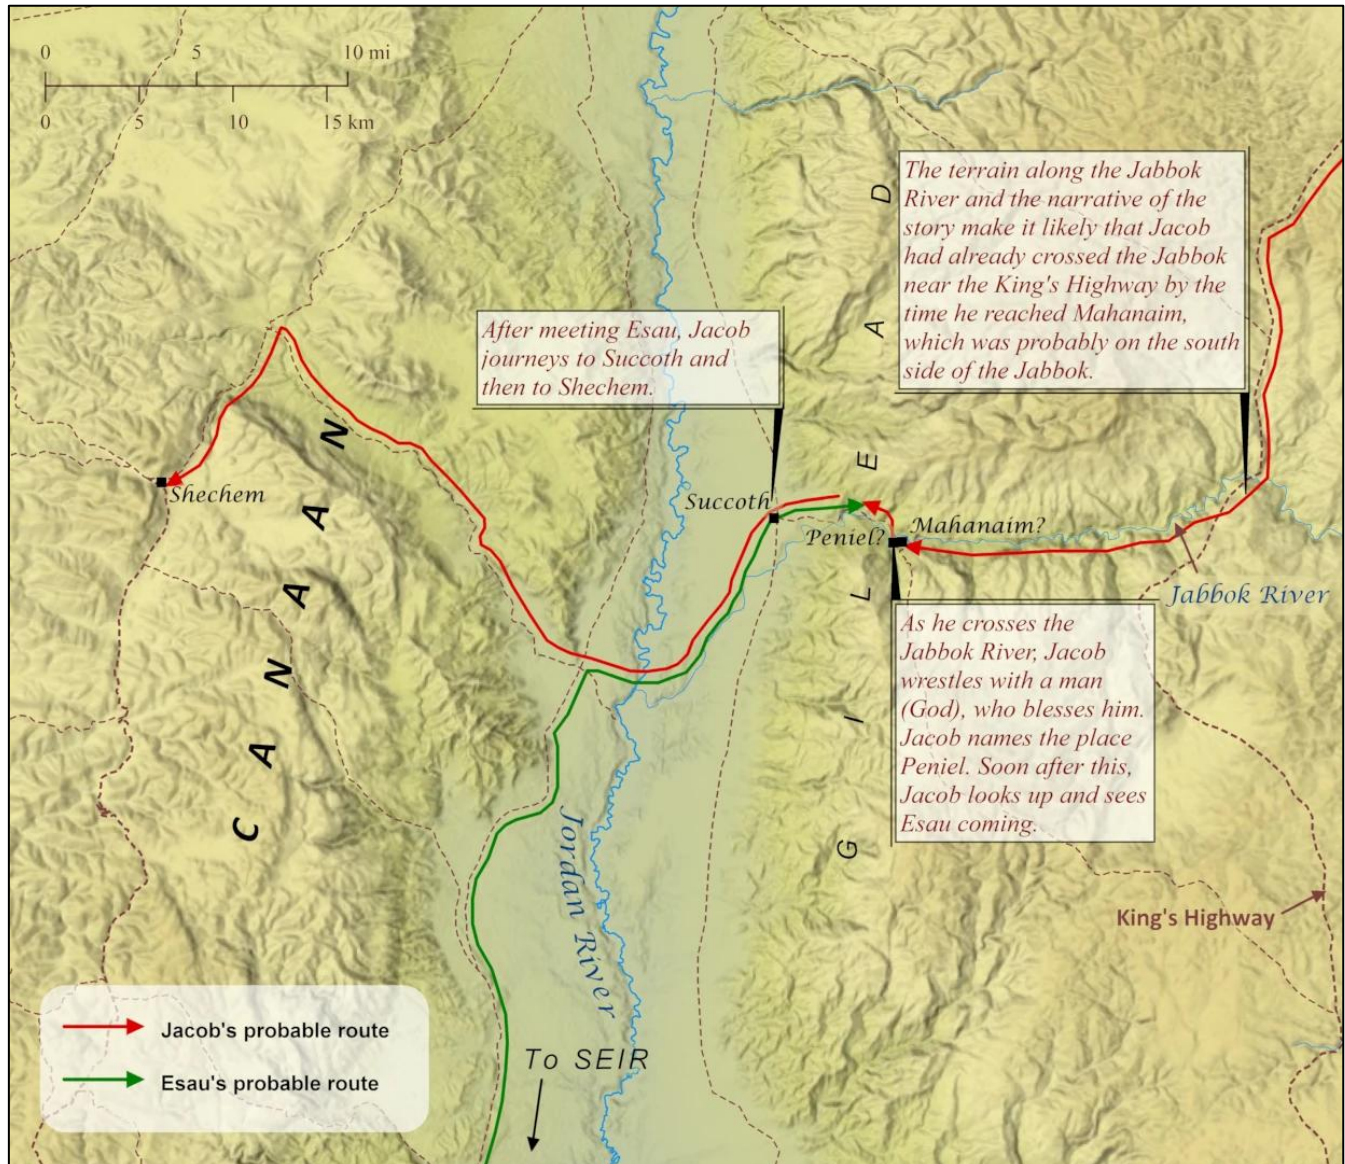 0 5 10 mi
0 5 10 15 km
The terrain along the Jabbok
River and the narrative of the
story make it likely that Jacob
had already crossed the Jabbok
near the King's Highway by the
time he reached Mahanaim,
which was probably on the south
side of the Jabbok.
After meeting Esau, Jacob
journeys to Succoth and
then to Shechem.
CANAAN
GILEAD
Shechem
Succoth
Peniel?
Mahanaim?
Jabbok River
As he crosses the
Jabbok River, Jacob
wrestles with a man
(God), who blesses him.
Jacob names the place
Peniel. Soon after this,
Jacob looks up and sees
Esau coming.
Jordan River
King's Highway
To SEIR
Jacob's probable route
Esau's probable route